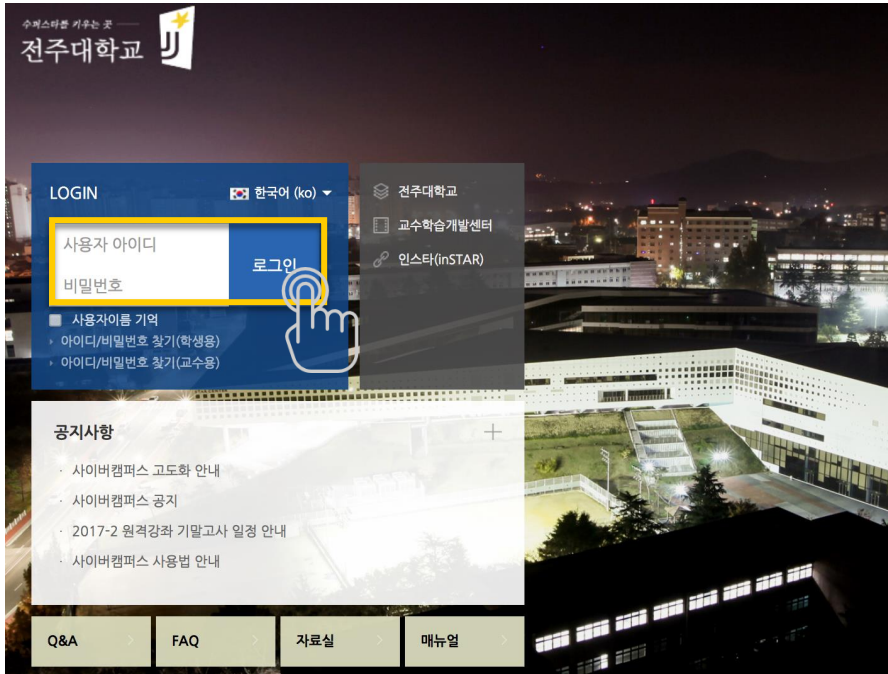 수퍼스타를 키우는 곳
전주대학교
LOGIN
한국어 (ko)
사용자 아이디
비밀번호
로그인
사용자이름 기억
아이디/비밀번호 찾기(학생용)
아이디/비밀번호 찾기(교수용)
전주대학교
교수학습개발센터
인스타(inSTAR)
공지사항
· 사이버캠퍼스 고도화 안내
· 사이버캠퍼스 공지
· 2017-2 원격강좌 기말고사 일정 안내
· 사이버캠퍼스 사용법 안내
Q&A
FAQ
자료실
매뉴얼